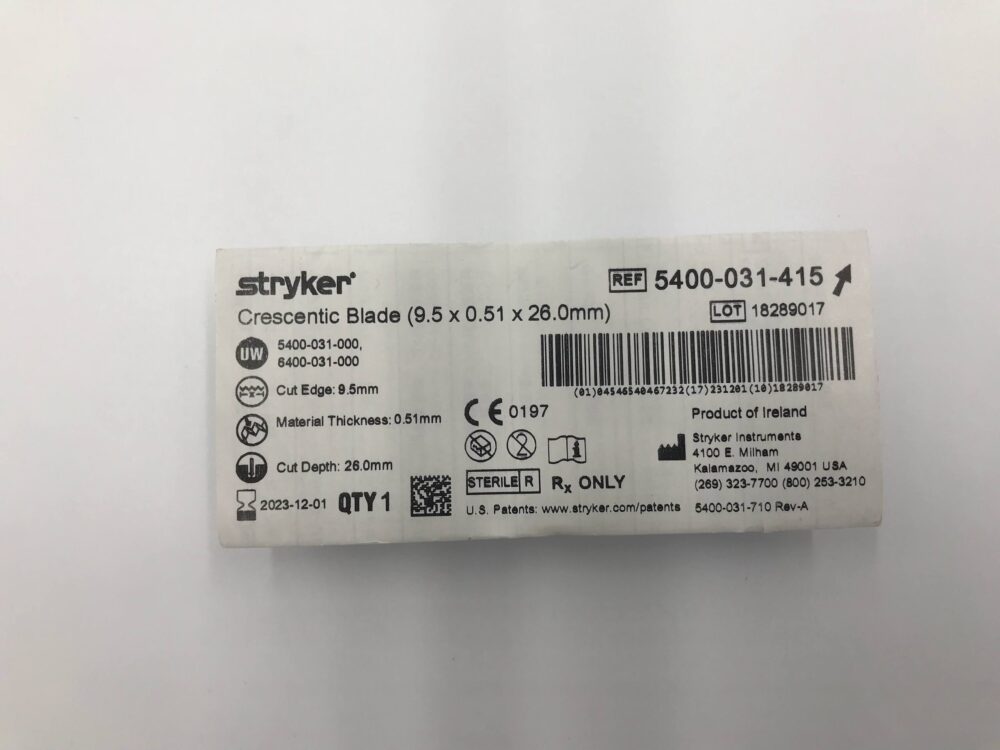 stryker
REF 5400-031-415
Crescentic Blade (9.5 x 0.51 x 26.0mm)
LOT 18289017
UW 5400-031-000,
6400-031-000
(01)04546540467232(17)231201(10)18289017
Cut Edge: 9.5mm
Material Thickness: 0.51mm
CE 0197
Product of Ireland
2
Stryker Instruments
4100 E. Milham
Kalamazoo, MI 49001 USA
(269) 323-7700 (800) 253-3210
Cut Depth: 26.0mm
STERILE R Rx ONLY
2023-12-01 QTY 1
U.S. Patents: www.stryker.com/patents 5400-031-710 Rev-A